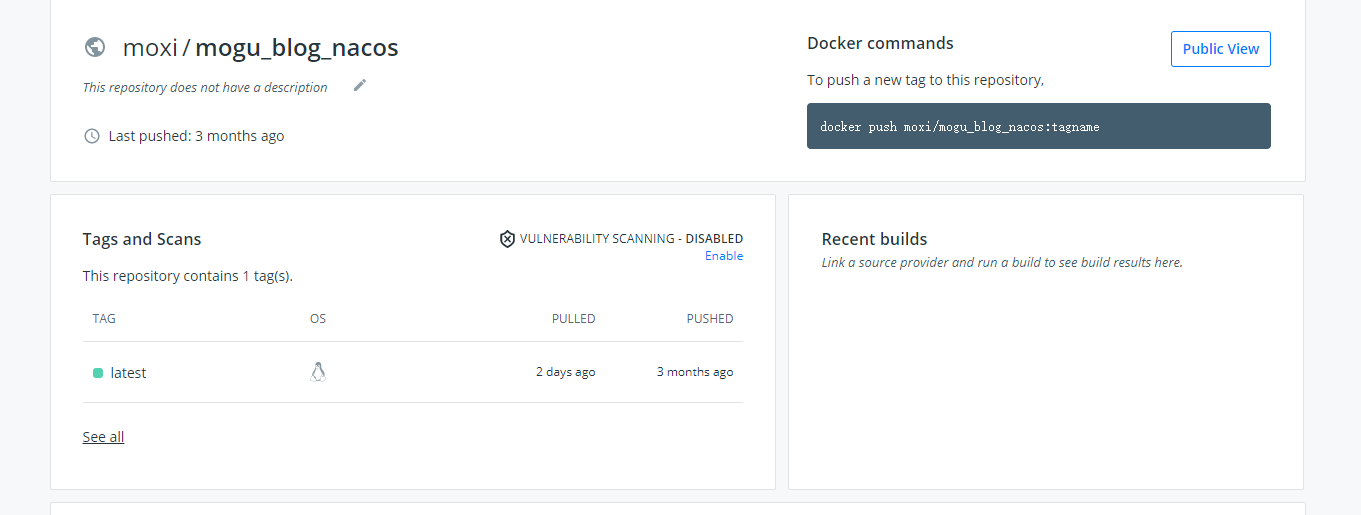 moxi / mogu_blog_nacos
This repository does not have a description
Last pushed: 3 months ago
Docker commands
Public View
To push a new tag to this repository,
docker push moxi/mogu_blog_nacos:tagname
Tags and Scans
VULNERABILITY SCANNING - DISABLED
Enable
This repository contains 1 tag(s).
TAG OS PULLED PUSHED
latest 2 days ago 3 months ago
See all
Recent builds
Link a source provider and run a build to see build results here.